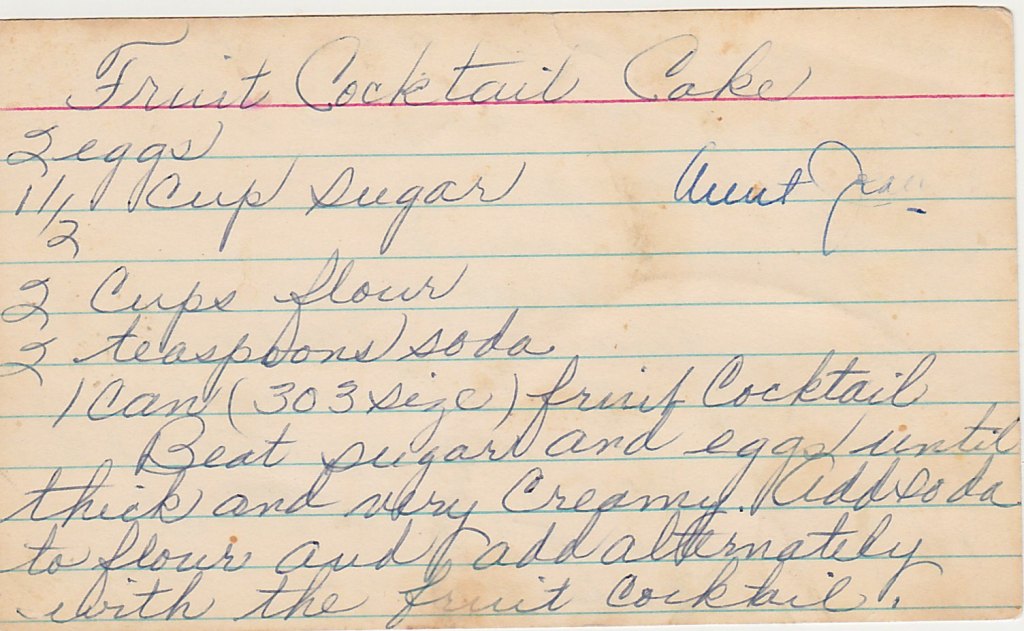 Fruit Cocktail Cake
2 eggs
1 1/2 Cup sugar
Aunt
2 Cups flour
2 teaspoons soda
1 Can (303 size) fruit Cocktail
Beat sugar and eggs until
thick and very Creamy. Add soda
to flour and add alternately
with the fruit cocktail.